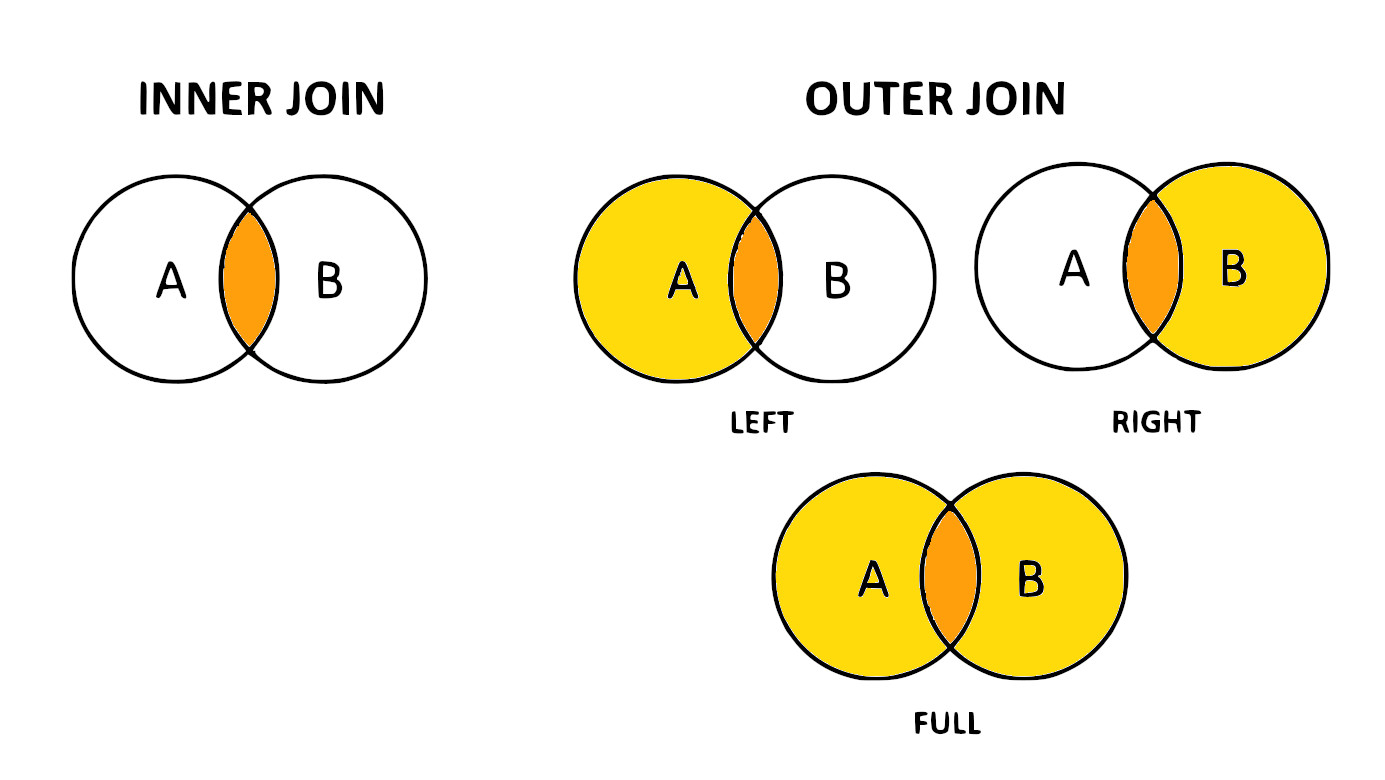 INNER JOIN
A B
OUTER JOIN
A B
LEFT
A B
RIGHT
A B
FULL